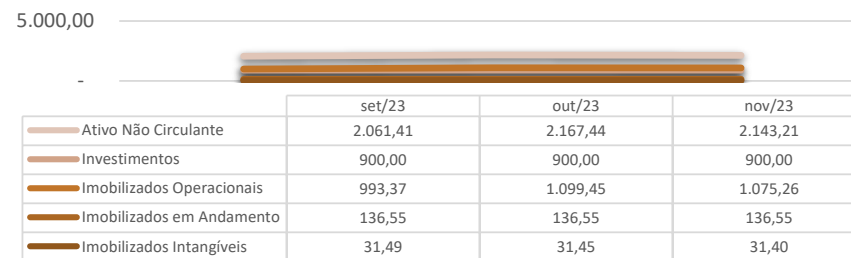 5.000,00
-
set/23 out/23 nov/23
Ativo Não Circulante 2.061,41 2.167,44 2.143,21
Investimentos 900,00 900,00 900,00
Imobilizados Operacionais 993,37 1.099,45 1.075,26
Imobilizados em Andamento 136,55 136,55 136,55
Imobilizados Intangíveis 31,49 31,45 31,40